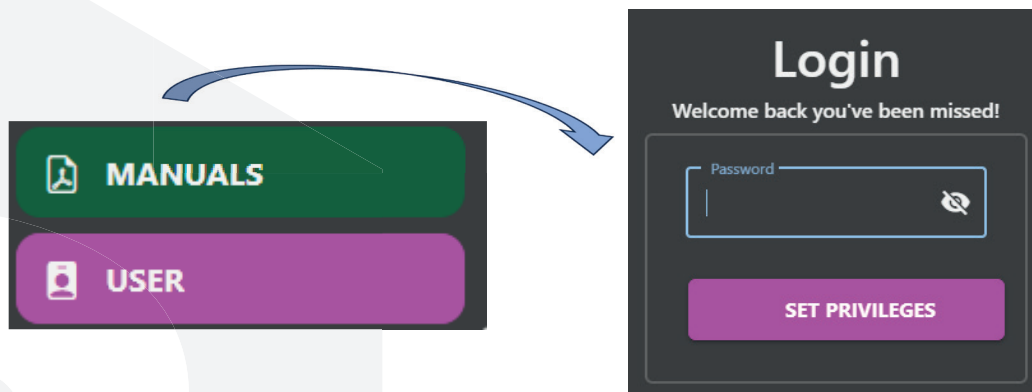 MANUALS
USER
Login
Welcome back you've been missed!
Password
SET PRIVILEGES